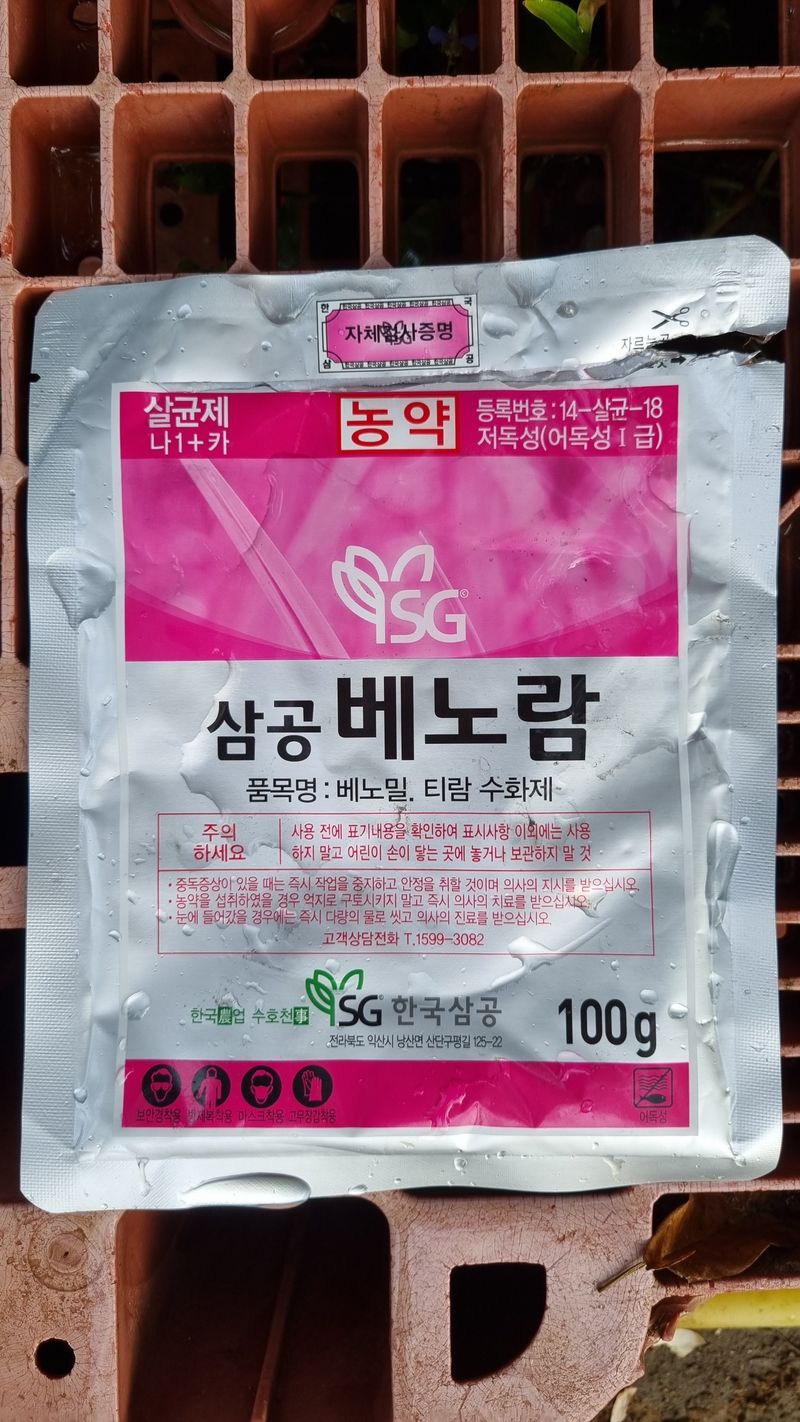 한 국
자체검사증명
삼 공
자르는곳
살균제
나1+카
농약
등록번호:14-살균-18
저독성(어독성Ⅰ급)
SG
삼공 베노람
품목명 : 베노밀. 티람 수화제
주의
하세요
사용 전에 표기내용을 확인하여 표시사항 이외에는 사용
하지 말고 어린이 손이 닿는 곳에 놓거나 보관하지 말 것
• 중독증상이 있을 때는 즉시 작업을 중지하고 안정을 취할 것이며 의사의 지시를 받으십시오.
• 농약을 섭취하였을 경우 억지로 구토시키지 말고 즉시 의사의 치료를 받으십시오.
• 눈에 들어갔을 경우에는 즉시 다량의 물로 씻고 의사의 진료를 받으십시오.
고객상담전화 T.1599-3082
한국農업 수호천事
SG 한국삼공
100g
전라북도 익산시 낭산면 산단구평길 125-22
보안경착용 방제복착용 마스크착용 고무장갑착용
어독성